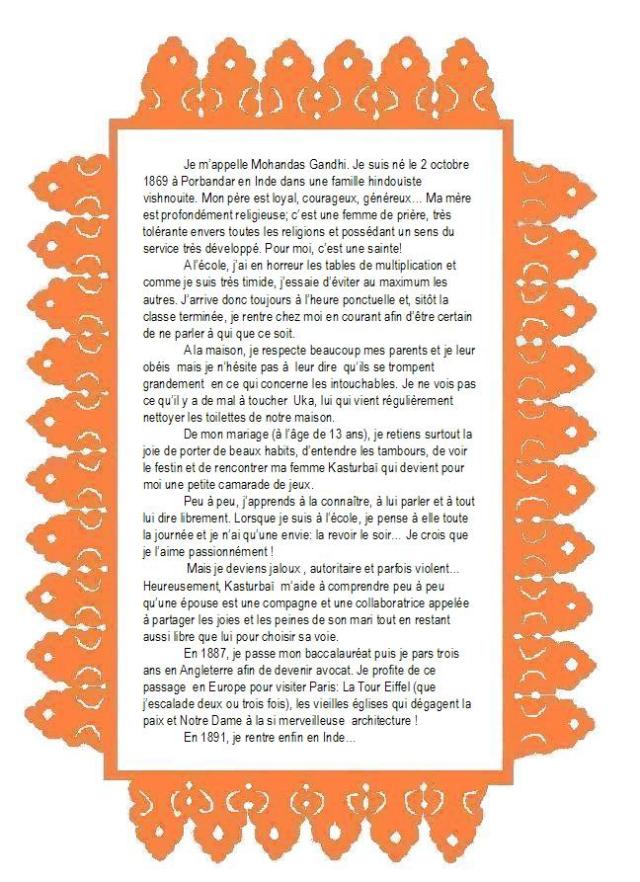 Je m'appelle Mohandas Gandhi. Je suis né le 2 octobre
1869 à Porbandar en Inde dans une famille hindouiste
vishnouite. Mon père est loyal, courageux, généreux... Ma mère
est profondément religieuse; c'est une femme de prière, très
tolérante envers toutes les religions et possédant un sens du
service très développé. Pour moi, c'est une sainte!
A l'école, j'ai en horreur les tables de multiplication et
comme je suis très timide, j'essaie d'éviter au maximum les
autres. J'arrive donc toujours à l'heure ponctuelle et, sitôt la
classe terminée, je rentre chez moi en courant afin d'être certain
de ne parler à qui que ce soit.
A la maison, je respecte beaucoup mes parents et je leur
obéis mais je n'hésite pas à leur dire qu'ils se trompent
grandement en ce qui concerne les intouchables. Je ne vois pas
ce qu'il y a de mal à toucher Uka, lui qui vient régulièrement
nettoyer les toilettes de notre maison.
De mon mariage (à l'âge de 13 ans), je retiens surtout la
joie de porter de beaux habits, d'entendre les tambours, de voir
le festin et de rencontrer ma femme Kasturbaï qui devient pour
moi une petite camarade de jeux.
Peu à peu, j'apprends à la connaître, à lui parler et à tout
lui dire librement. Lorsque je suis à l'école, je pense à elle toute
la journée et je n'ai qu'une envie: la revoir le soir... Je crois que
je l'aime passionnément !
Mais je deviens jaloux , autoritaire et parfois violent...
Heureusement, Kasturbaï m'aide à comprendre peu à peu
qu'une épouse est une compagne et une collaboratrice appelée
à partager les joies et les peines de son mari tout en restant
aussi libre que lui pour choisir sa voie.
En 1887, je passe mon baccalauréat puis je pars trois
ans en Angleterre afin de devenir avocat. Je profite de ce
passage en Europe pour visiter Paris: La Tour Eiffel (que
j'escalade deux ou trois fois), les vieilles églises qui dégagent la
paix et Notre Dame à la si merveilleuse architecture !
En 1891, je rentre enfin en Inde...